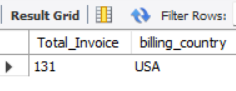 Result Grid Filter Rows:
Total_Invoice billing_country
131 USA